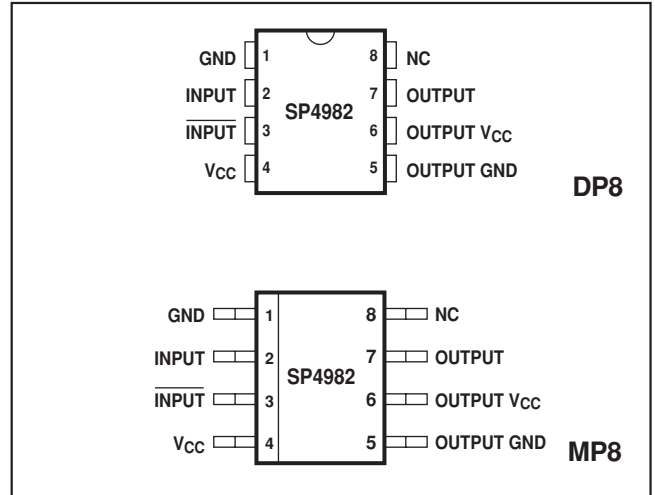 GND 1 8 NC
INPUT 2 7 OUTPUT
SP4982
INPUT 3 6 OUTPUT VCC
VCC 4 5 OUTPUT GND
DP8
GND 1 8 NC
INPUT 2 7 OUTPUT
SP4982
INPUT 3 6 OUTPUT VCC
VCC 4 5 OUTPUT GND
MP8